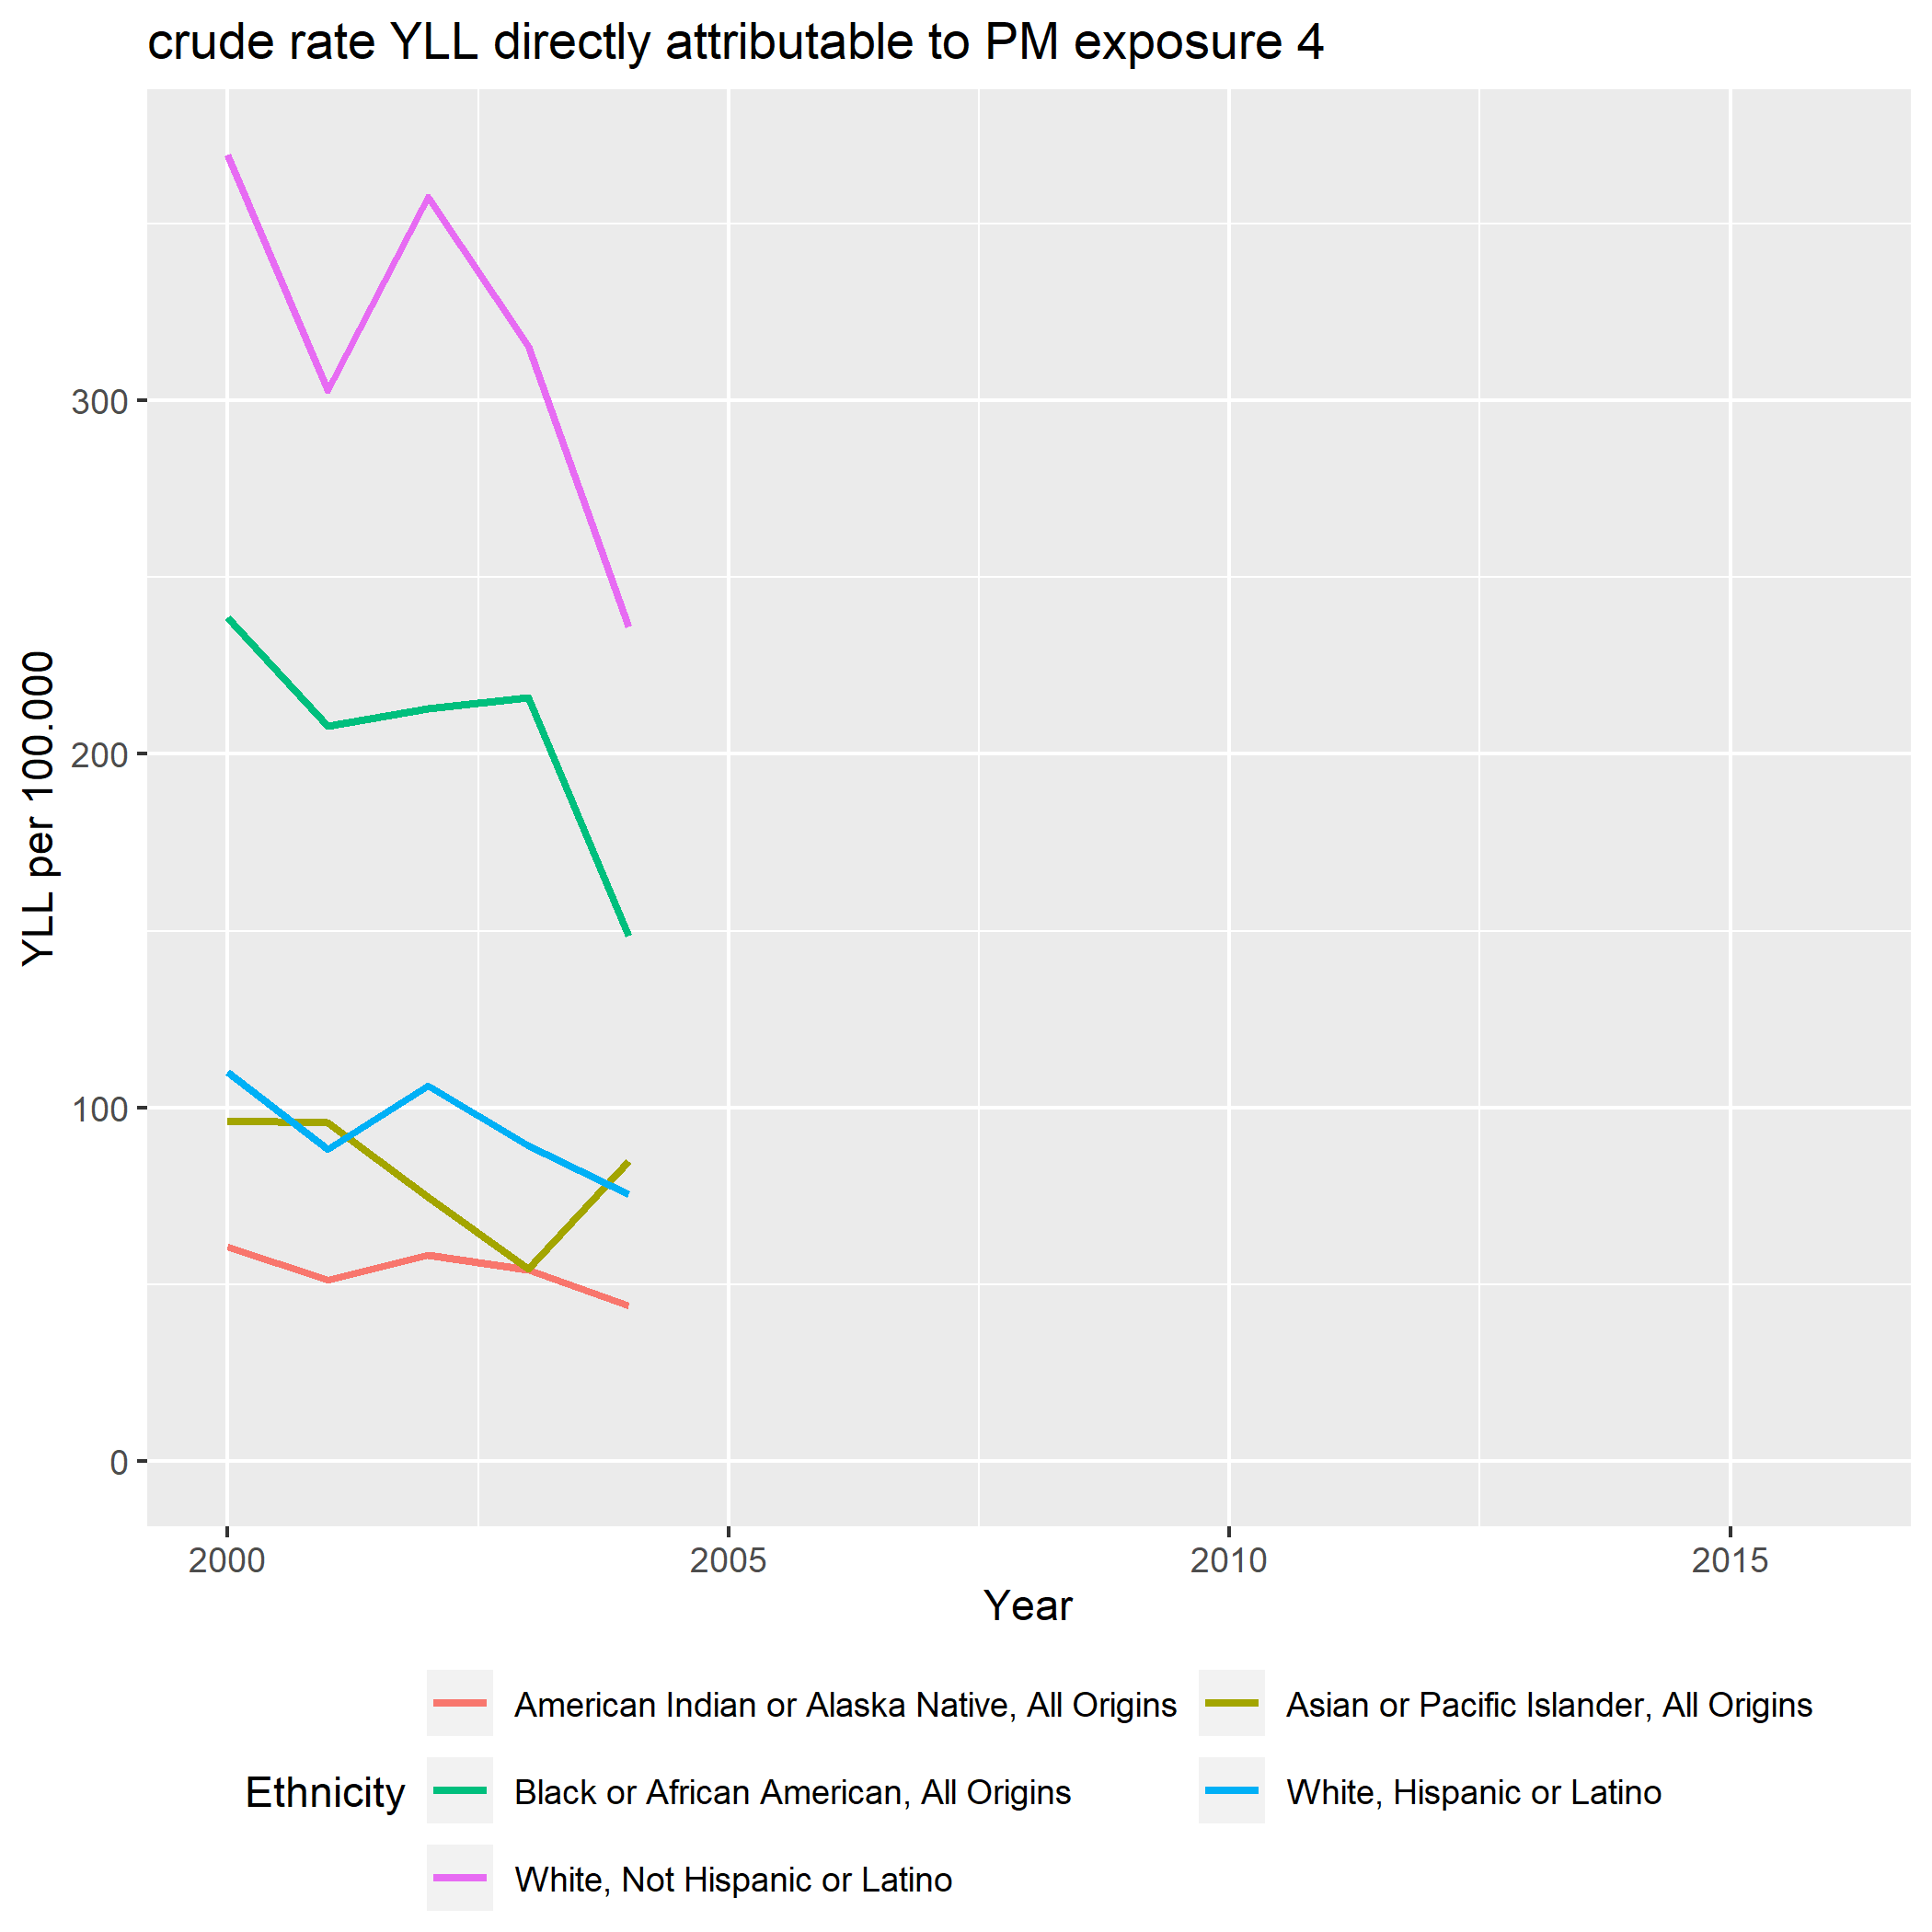 crude rate YLL directly attributable to PM exposure 4
YLL per 100.000
300
200
100
0
2000
2005
2010
2015
Year
Ethnicity
American Indian or Alaska Native, All Origins
Asian or Pacific Islander, All Origins
Black or African American, All Origins
White, Hispanic or Latino
White, Not Hispanic or Latino